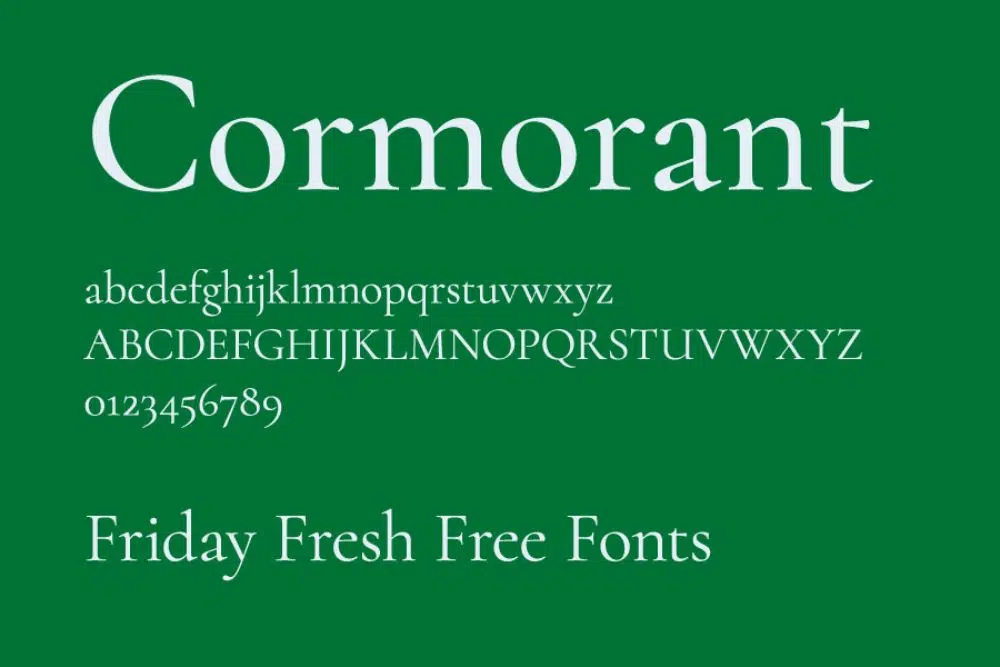 Cormorant
abcdefghijklmnopqrstuvwxyz
ABCDEFGHIJKLMNOPQRSTUVWXYZ
0123456789
Friday Fresh Free Fonts